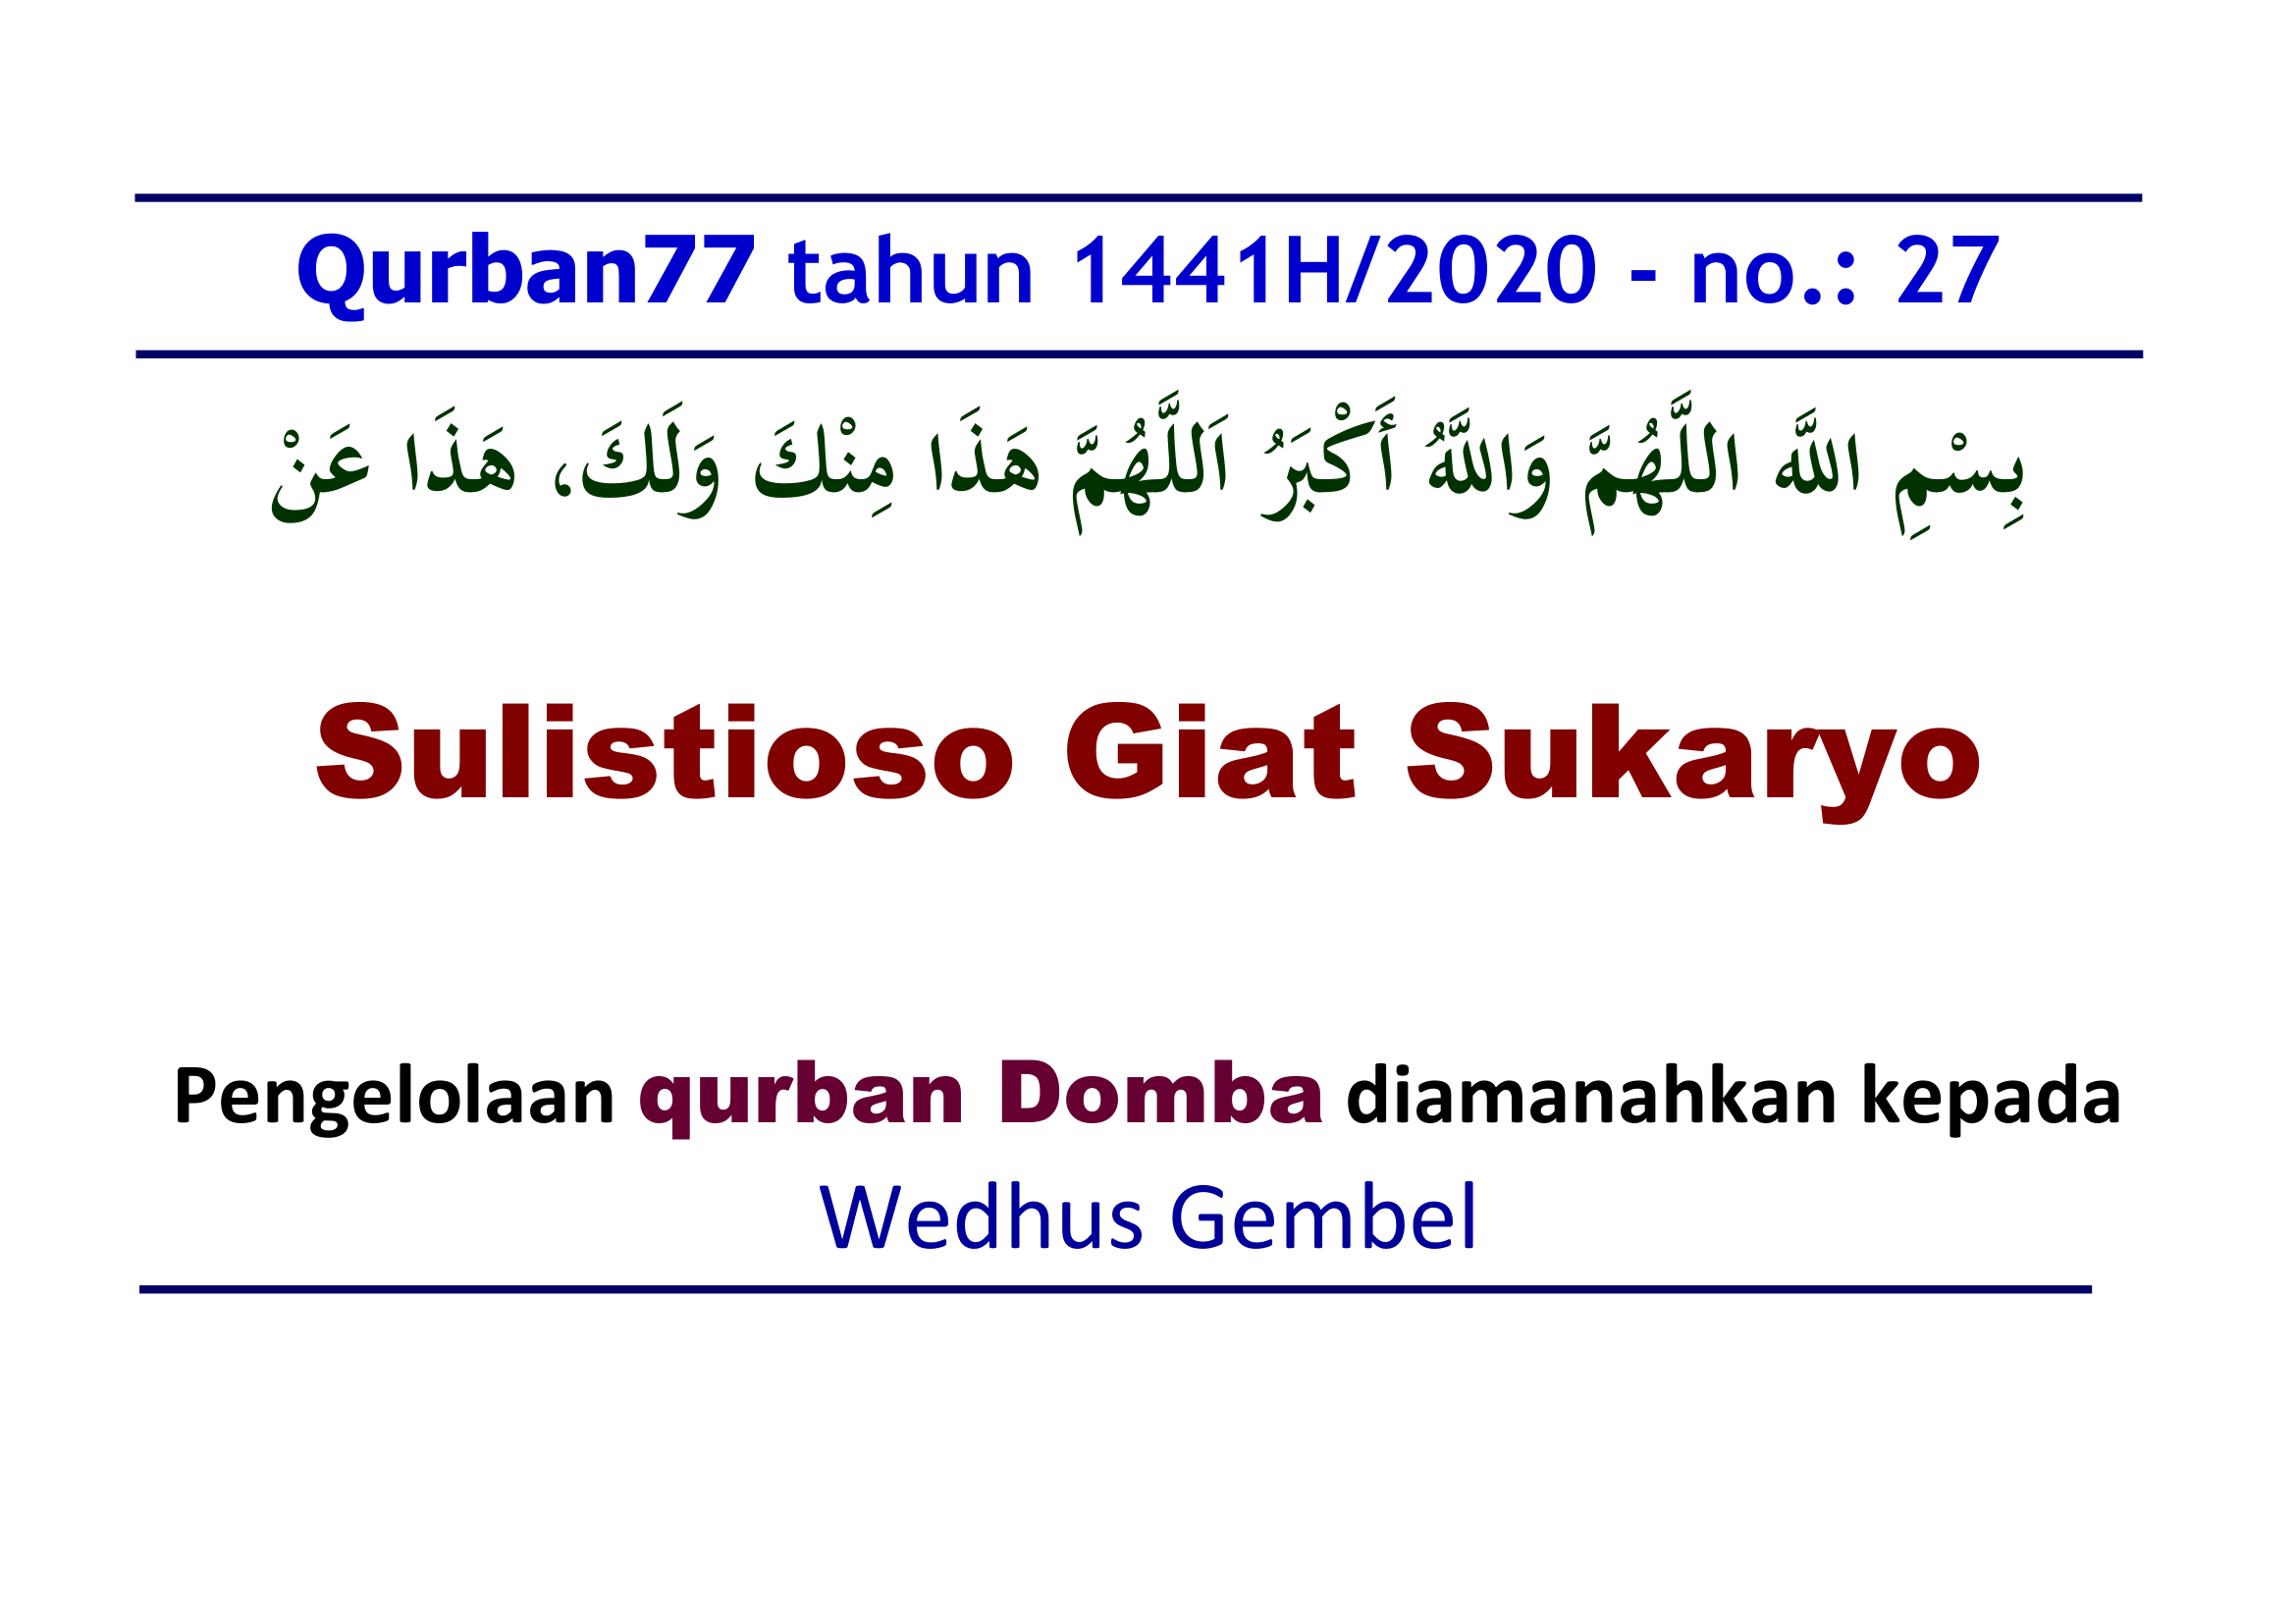 Qurban77 tahun 1441H/2020 - no.: 27
بِسْمِ اللَّه اَللَّهُمَّ وَاللَّهُ أَكْبَرُ اَللَّهُمَّ هَذَا مِنْكَ وَلَكَ، هَذَا عَنْ
Sulistioso Giat Sukaryo
Pengelolaan qurban Domba diamanahkan kepada
Wedhus Gembel